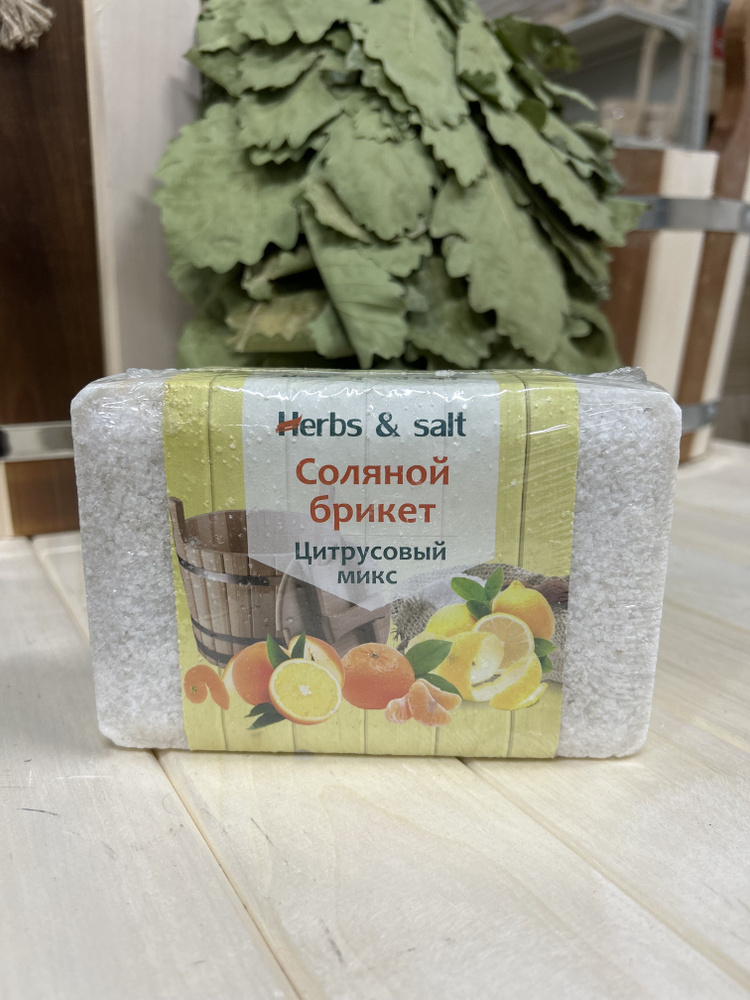 Herbs & salt
Соляной
брикет
Цитрусовый
микс